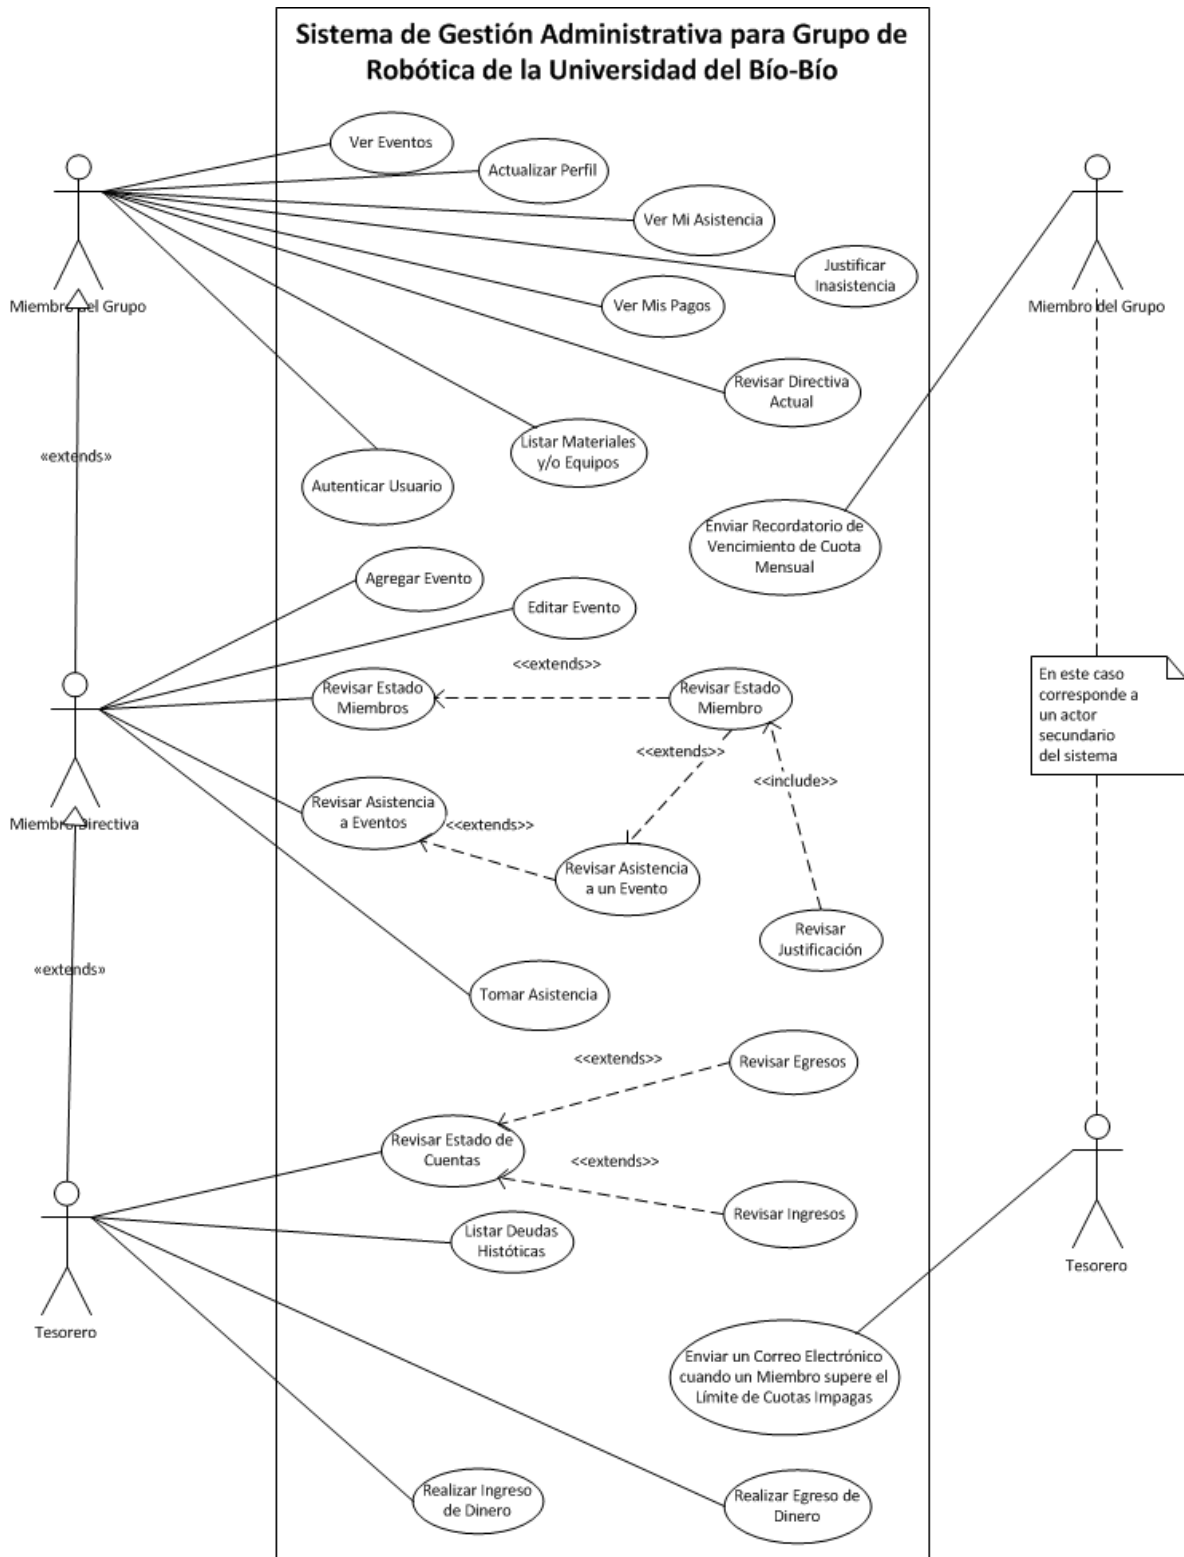 Sistema de Gestión Administrativa para Grupo de
Robótica de la Universidad del Bío-Bío
Ver Eventos
Actualizar Perfil
Ver Mi Asistencia
Justificar
Inasistencia
Miembro del Grupo
Ver Mis Pagos
Miembro del Grupo
Revisar Directiva
Actual
Listar Materiales
y/o Equipos
«extends»
Autenticar Usuario
Enviar Recordatorio de
Vencimiento de Cuota
Mensual
Agregar Evento
Editar Evento
<<extends>>
Revisar Estado
Miembros
Revisar Estado
Miembro
En este caso
corresponde a
un actor
secundario
del sistema
<<extends>>
<<include>>
Miembro Directiva
Revisar Asistencia
a Eventos
<<extends>>
Revisar Asistencia
a un Evento
Revisar
Justificación
«extends»
Tomar Asistencia
<<extends>>
Revisar Egresos
Revisar Estado de
Cuentas
<<extends>>
Revisar Ingresos
Listar Deudas
Históticas
Tesorero
Tesorero
Enviar un Correo Electrónico
cuando un Miembro supere el
Límite de Cuotas Impagas
Realizar Ingreso
de Dinero
Realizar Egreso de
Dinero